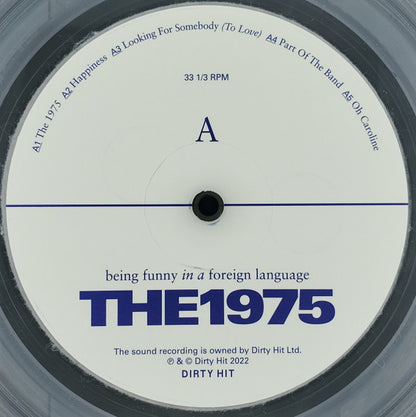 A1 The 1975 A2 Happiness A3 Looking For Somebody (To Love) A4 Part Of The Band A5 Oh Caroline
33 1/3 RPM
A
being funny in a foreign language
THE1975
The sound recording is owned by Dirty Hit Ltd.
℗ & © Dirty Hit 2022
DIRTY HIT